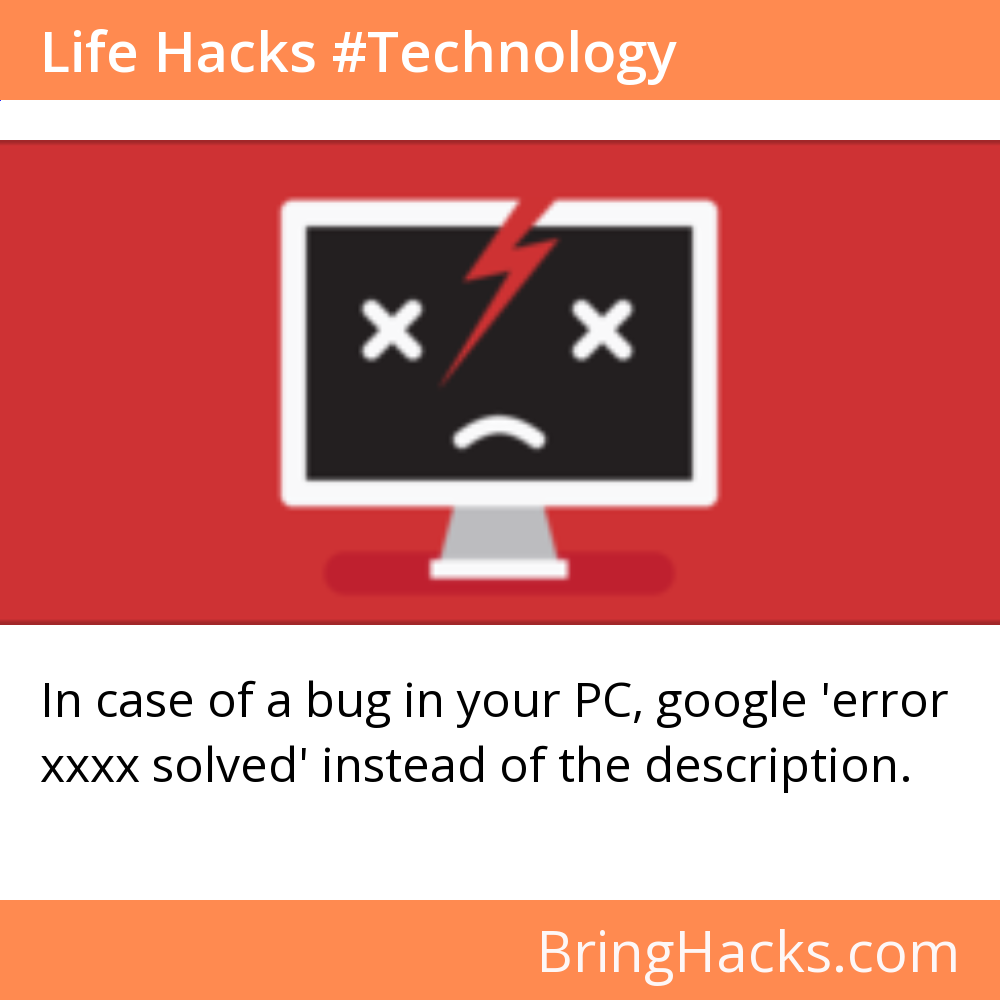 Life Hacks #Technology
In case of a bug in your PC, google 'error
xxxx solved' instead of the description.
BringHacks.com